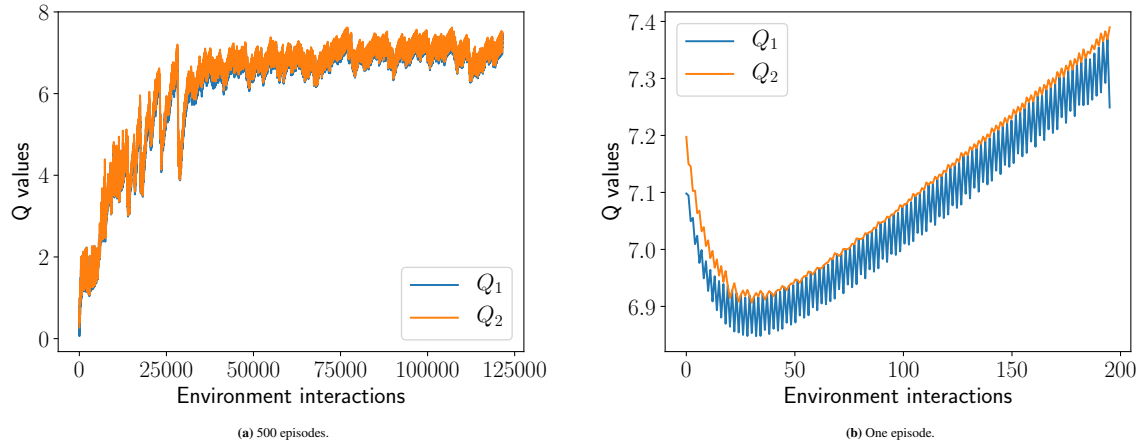 8
6
4
2
0
Q values
Q₁
Q₂
0
25000
50000
75000
100000
125000
Environment interactions
(a) 500 episodes.
7.4
7.3
7.2
7.1
7.0
6.9
Q values
Q₁
Q₂
0
50
100
150
200
Environment interactions
(b) One episode.